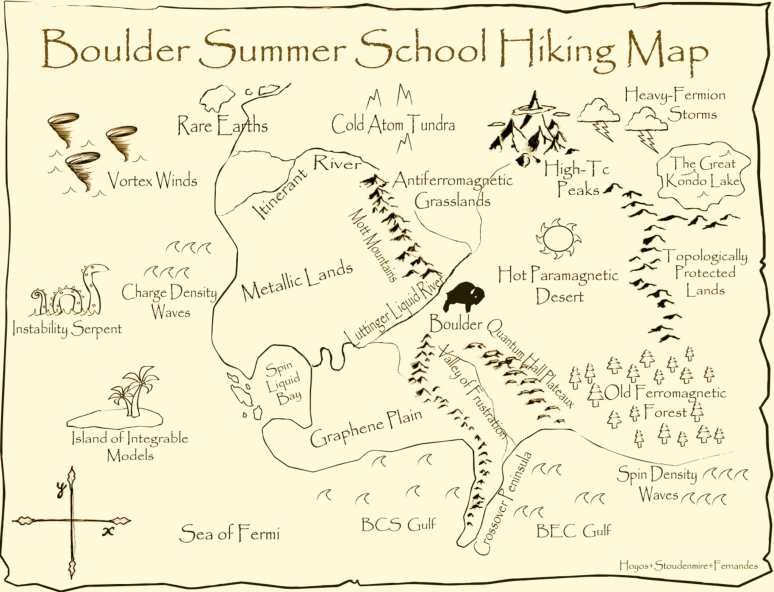 Boulder Summer School Hiking Map
Rare Earths
Cold Atom Tundra
Heavy-Fermion
Storms
Vortex Winds
Itinerant River
Antiferromagnetic
Grasslands
High-Tc
Peaks
The Great
Kondo Lake
Mott Mountains
Metallic Lands
Charge Density
Waves
Hot Paramagnetic
Desert
Topologically
Protected
Lands
Instability Serpent
Luttinger Liquid River
Boulder
Quantum Hall Plateaux
Spin
Liquid
Bay
Valley of Frustration
Old Ferromagnetic
Forest
Island of Integrable
Models
Graphene Plain
Spin Density
Waves
y
x
Sea of Fermi
BCS Gulf
Crossover Peninsula
BEC Gulf
Hoyos+Stoudenmire+Fernandes